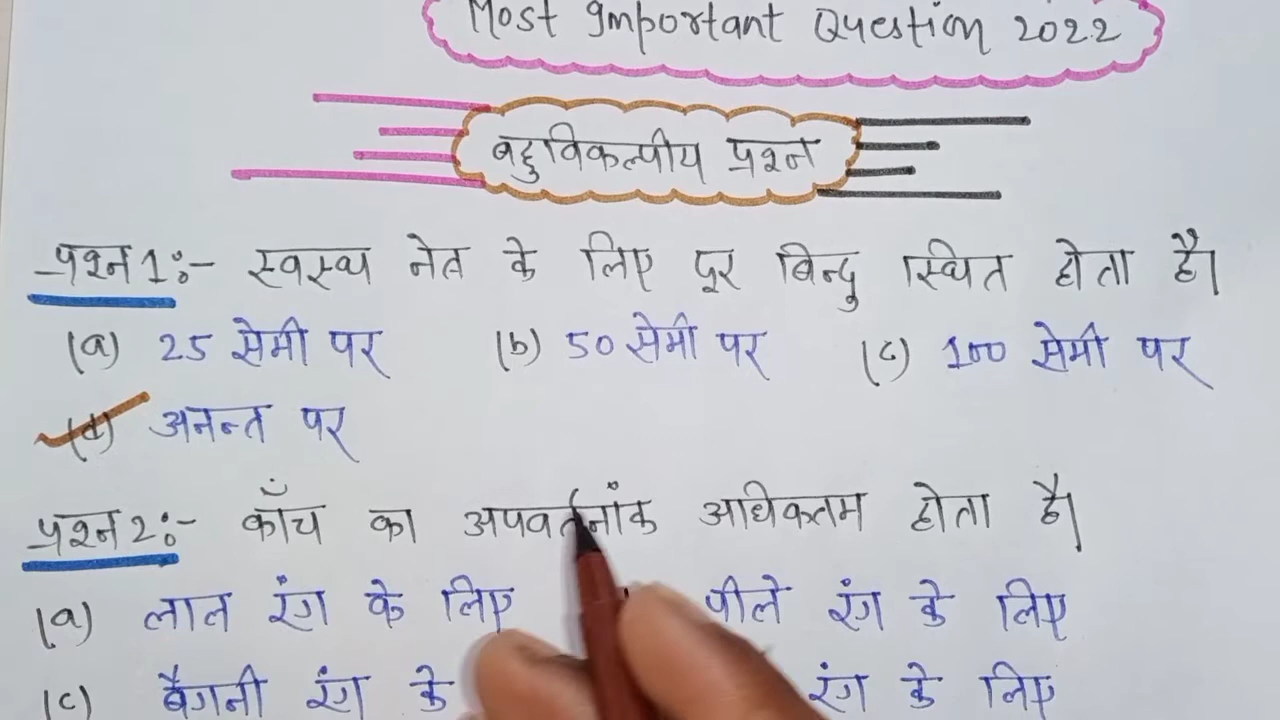 Most Important Question 2022
बहुविकल्पीय प्रश्न
प्रश्न 1:- स्वस्थ नेत्र के लिए दूर बिन्दु स्थित होता है।
(a) 25 सेमी पर (b) 50 सेमी पर (c) 100 सेमी पर
(d) अनन्त पर
प्रश्न 2:- काँच का अपवर्तनांक अधिकतम होता है।
(a) लाल रंग के लिए पीले रंग के लिए
(c) बैगनी रंग के रंग के लिए